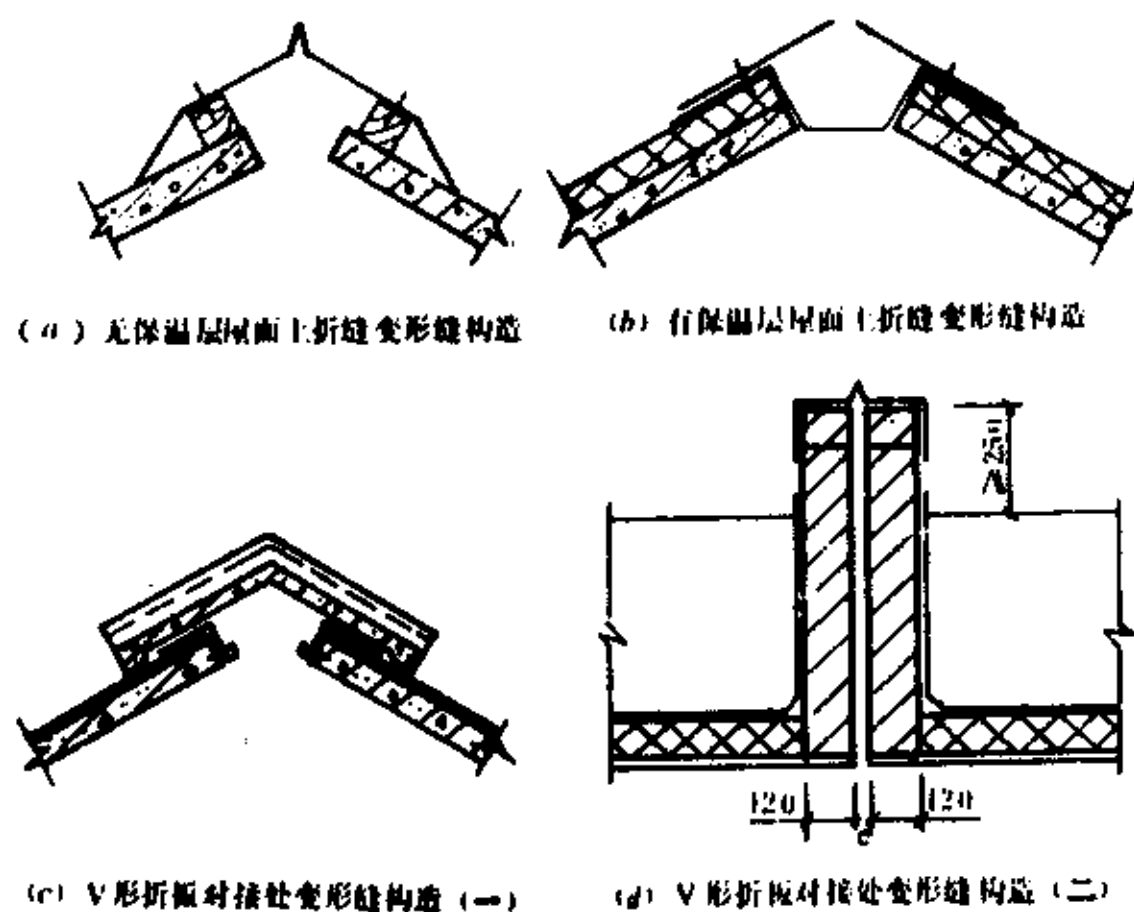 (a) 无保温层屋面上折缝变形缝构造
(b) 有保温层屋面上折缝变形缝构造
≥250
120
c
120
(c) V形折板对接处变形缝构造 (一)
(d) V形折板对接处变形缝构造 (二)